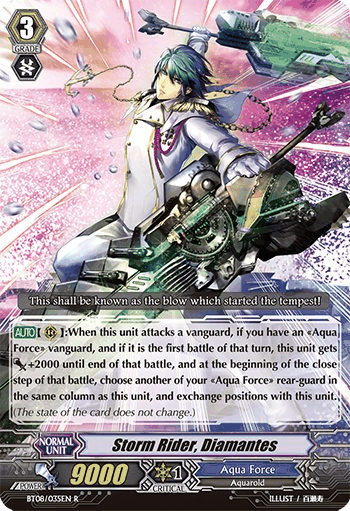 3
GRADE
This shall be known as the blow which started the tempest!
AUTO [ ]:When this unit attacks a vanguard, if you have an «Aqua
Force» vanguard, and if it is the first battle of that turn, this unit gets
+2000 until end of that battle, and at the beginning of the close
step of that battle, choose another of your «Aqua Force» rear-guard in
the same column as this unit, and exchange positions with this unit.
(The state of the card does not change.)
NORMAL UNIT
Storm Rider, Diamantes
POWER
9000
1
CRITICAL
Aqua Force
Aquaroid
BT08/035EN R
ILLUST / 百瀬寿